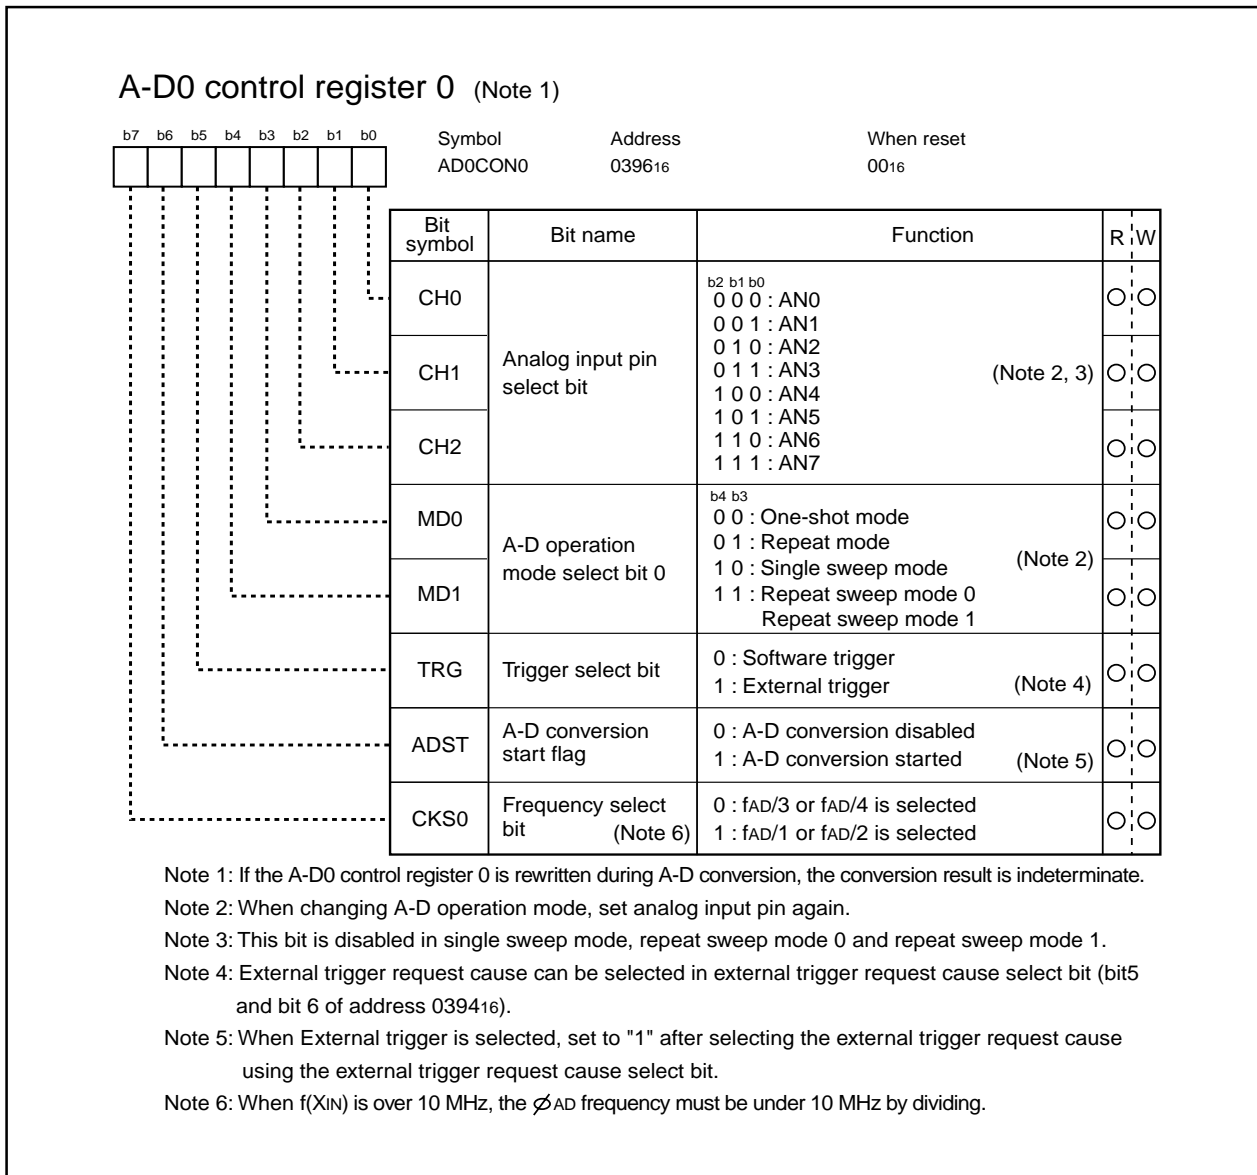 A-D0 control register 0 (Note 1)
b7 b6 b5 b4 b3 b2 b1 b0
Symbol Address When reset
AD0CON0 039616 0016
Bit symbol Bit name Function R W
CH0
CH1
CH2
Analog input pin
select bit
b2 b1 b0
0 0 0 : AN0
0 0 1 : AN1
0 1 0 : AN2
0 1 1 : AN3 (Note 2, 3)
1 0 0 : AN4
1 0 1 : AN5
1 1 0 : AN6
1 1 1 : AN7
MD0
MD1
A-D operation
mode select bit 0
b4 b3
0 0 : One-shot mode
0 1 : Repeat mode
1 0 : Single sweep mode (Note 2)
1 1 : Repeat sweep mode 0
Repeat sweep mode 1
TRG
Trigger select bit
0 : Software trigger
1 : External trigger (Note 4)
ADST
A-D conversion
start flag
0 : A-D conversion disabled
1 : A-D conversion started (Note 5)
CKS0
Frequency select
bit (Note 6)
0 : fAD/3 or fAD/4 is selected
1 : fAD/1 or fAD/2 is selected
Note 1: If the A-D0 control register 0 is rewritten during A-D conversion, the conversion result is indeterminate.
Note 2: When changing A-D operation mode, set analog input pin again.
Note 3: This bit is disabled in single sweep mode, repeat sweep mode 0 and repeat sweep mode 1.
Note 4: External trigger request cause can be selected in external trigger request cause select bit (bit5
and bit 6 of address 039416).
Note 5: When External trigger is selected, set to "1" after selecting the external trigger request cause
using the external trigger request cause select bit.
Note 6: When f(XIN) is over 10 MHz, the ØAD frequency must be under 10 MHz by dividing.